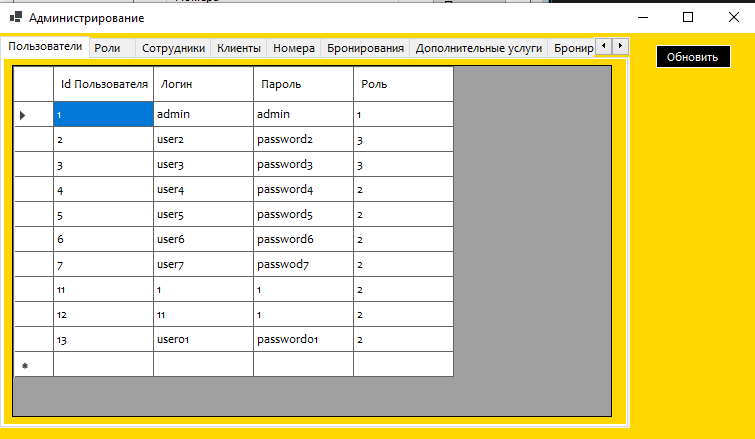 Администрирование
Пользователи Роли Сотрудники Клиенты Номера Бронирования Дополнительные услуги Бронир
Обновить
Id Пользователя Логин Пароль Роль
1 admin admin 1
2 user2 password2 3
3 user3 password3 3
4 user4 password4 2
5 user5 password5 2
6 user6 password6 2
7 user7 passwod7 2
11 1 1 2
12 11 1 2
13 user01 password01 2